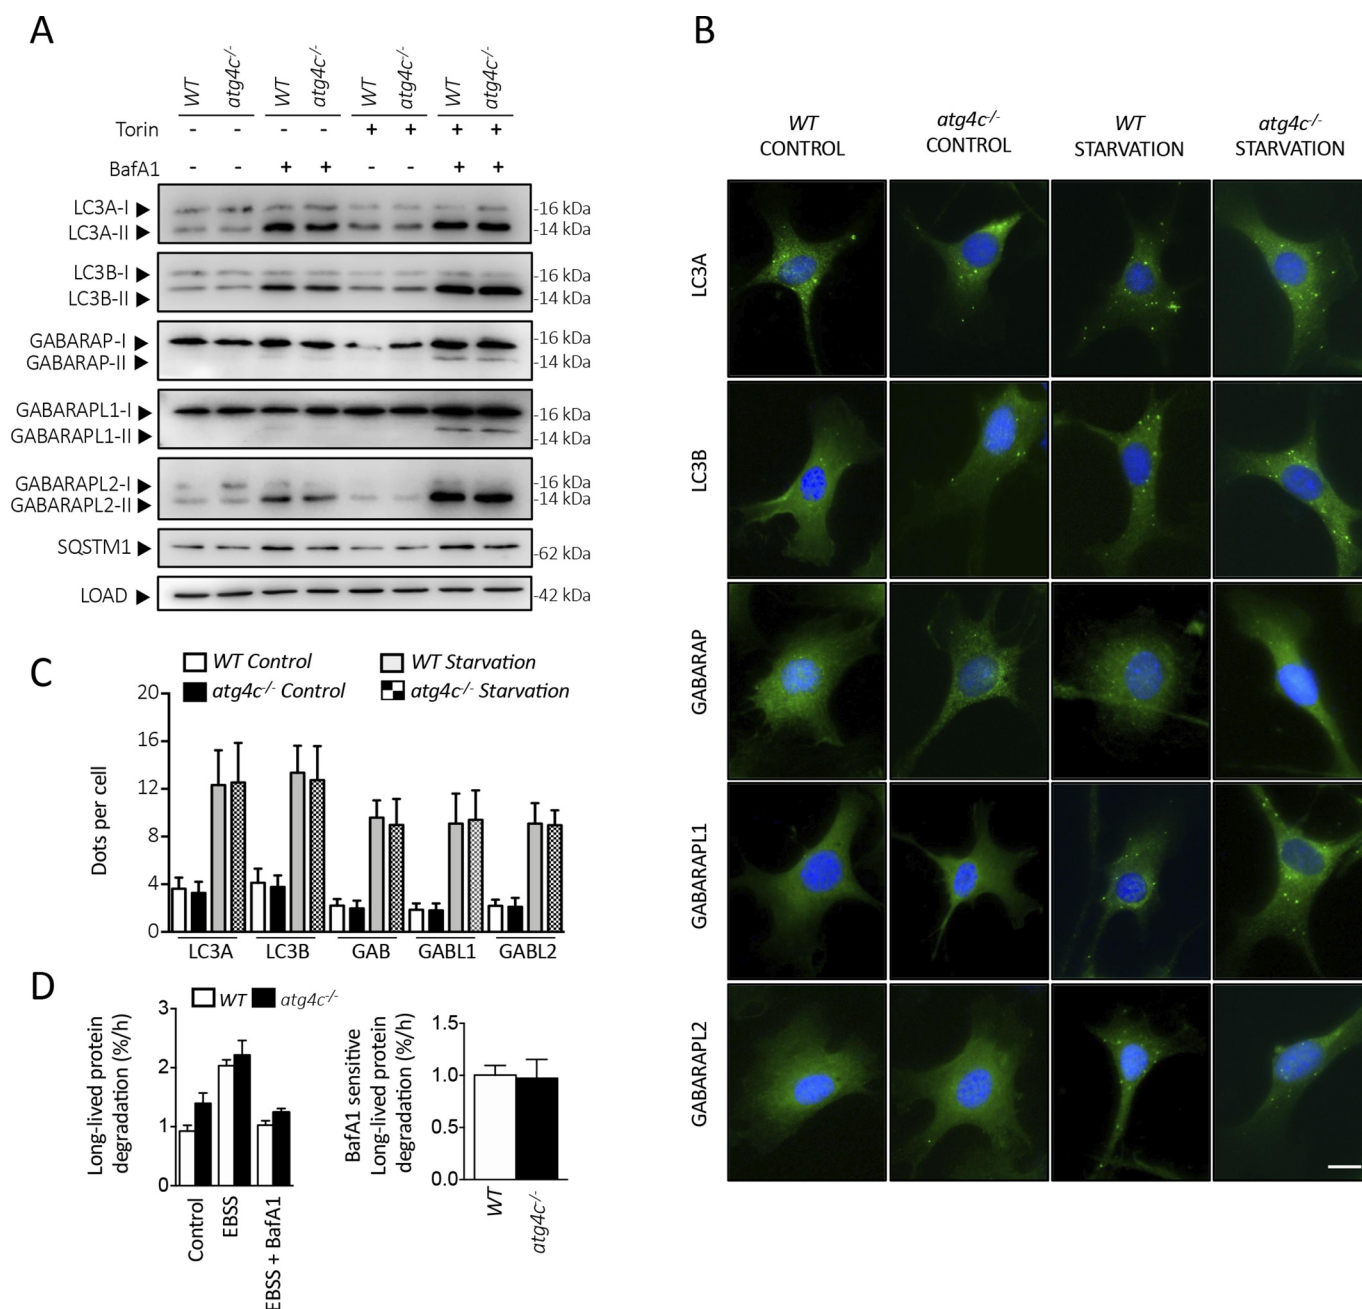 A
WT
atg4c-/-
WT
atg4c-/-
WT
atg4c-/-
WT
atg4c-/-
Torin - - - - + + + +
BafA1 - - + + - - + +
LC3A-I
LC3A-II
-16 kDa
-14 kDa
LC3B-I
LC3B-II
-16 kDa
-14 kDa
GABARAP-I
GABARAP-II
-16 kDa
-14 kDa
GABARAPL1-I
GABARAPL1-II
-16 kDa
-14 kDa
GABARAPL2-I
GABARAPL2-II
-16 kDa
-14 kDa
SQSTM1
-62 kDa
LOAD
-42 kDa
B
WT
CONTROL
atg4c-/-
CONTROL
WT
STARVATION
atg4c-/-
STARVATION
LC3A
LC3B
GABARAP
GABARAPL1
GABARAPL2
C
WT Control
WT Starvation
atg4c-/- Control
atg4c-/- Starvation
Dots per cell
20
16
12
8
4
0
LC3A
LC3B
GAB
GABL1
GABL2
D
WT
atg4c-/-
Long-lived protein
degradation (%/h)
3
2
1
0
Control
EBSS
EBSS + BafA1
BafA1 sensitive
Long-lived protein
degradation (%/h)
1.5
1.0
0.5
0.0
WT
atg4c-/-